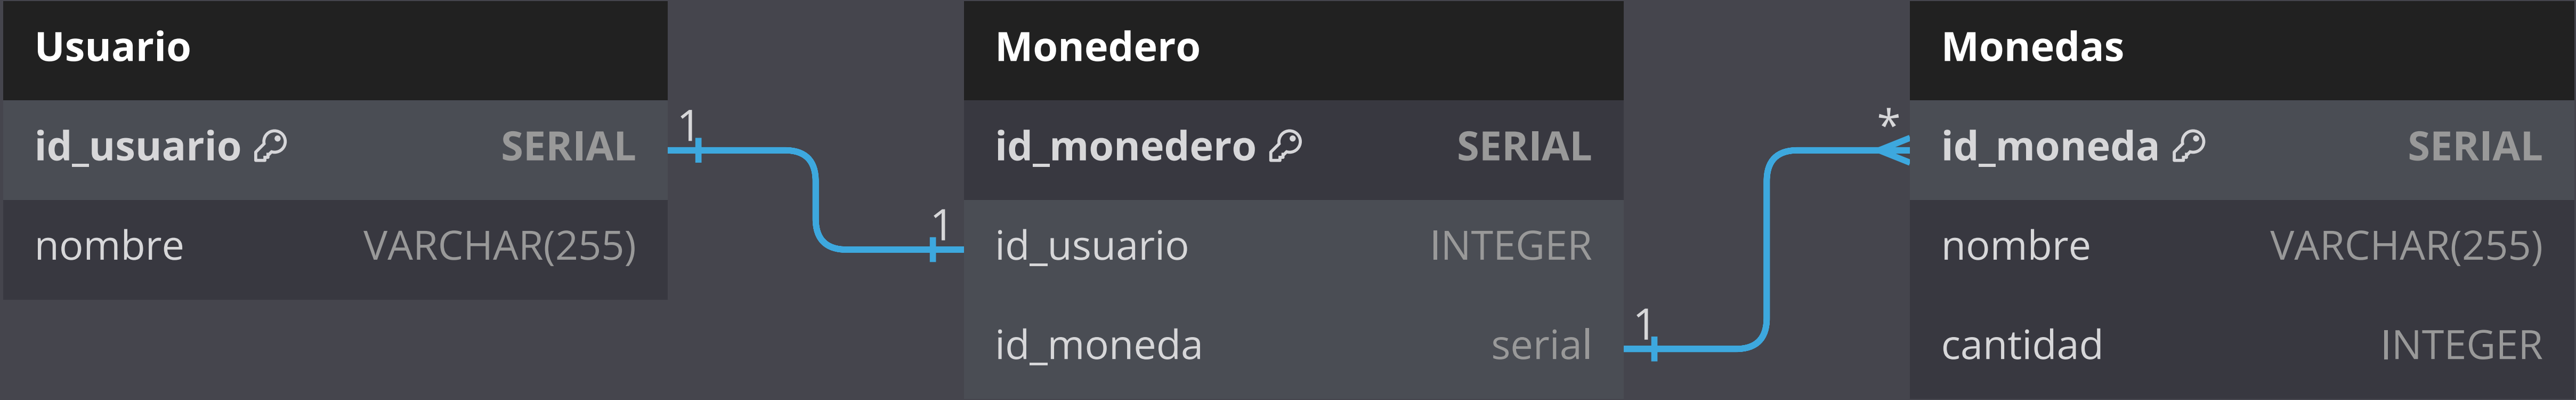 Usuario
id_usuario SERIAL
nombre VARCHAR(255)
1
1
Monedero
id_monedero SERIAL
id_usuario INTEGER
id_moneda serial
1
*
Monedas
id_moneda SERIAL
nombre VARCHAR(255)
cantidad INTEGER